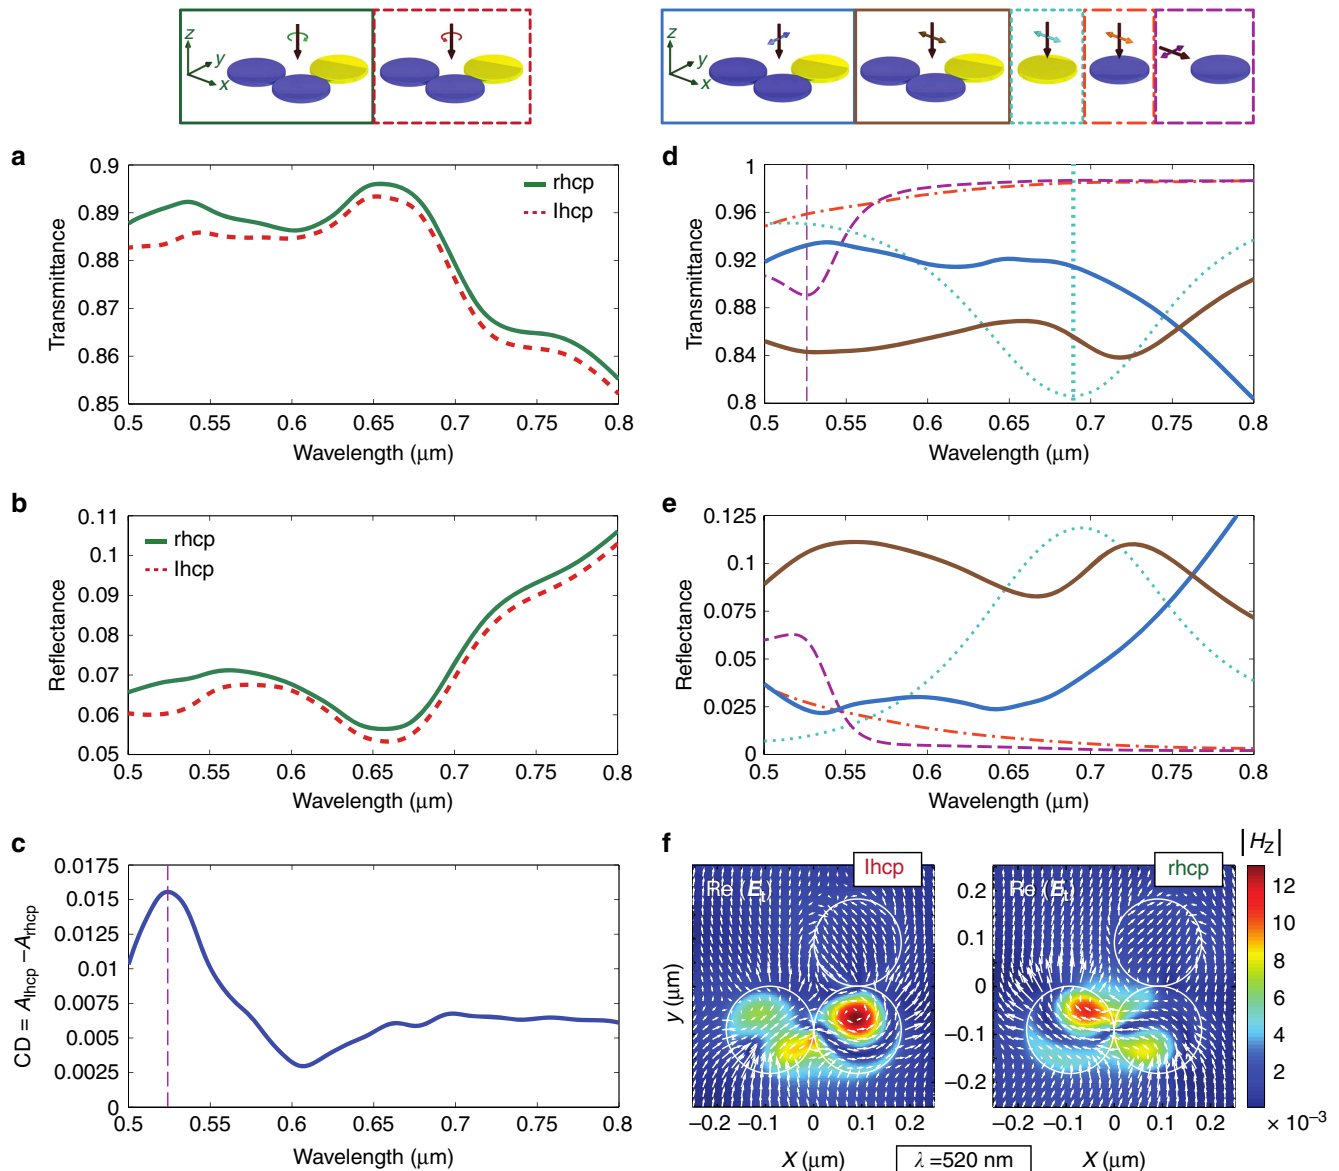 z
y
x
z
y
x
a
0.9
0.89
0.88
0.87
0.86
0.85
Transmittance
rhcp
lhcp
0.5
0.55
0.6
0.65
0.7
0.75
0.8
Wavelength (μm)
d
1
0.96
0.92
0.88
0.84
0.8
Transmittance
0.5
0.55
0.6
0.65
0.70
0.75
0.8
Wavelength (μm)
b
0.11
0.1
0.09
0.08
0.07
0.06
0.05
Reflectance
rhcp
lhcp
0.5
0.55
0.6
0.65
0.7
0.75
0.8
Wavelength (μm)
e
0.125
0.1
0.075
0.05
0.025
0
Reflectance
0.5
0.55
0.6
0.65
0.70
0.75
0.8
Wavelength (μm)
c
0.0175
0.015
0.0125
0.01
0.0075
0.005
0.0025
0
CD = A_lhcp – A_rhcp
0.5
0.55
0.6
0.65
0.7
0.75
0.8
Wavelength (μm)
f
lhcp
Re (E_t)
rhcp
Re (E_t)
|H_Z|
0.2
0.1
0
–0.1
–0.2
y (μm)
12
10
8
6
4
2
× 10⁻³
–0.2 –0.1 0 0.1 0.2
–0.2 –0.1 0 0.1 0.2
X (μm)
λ =520 nm
X (μm)